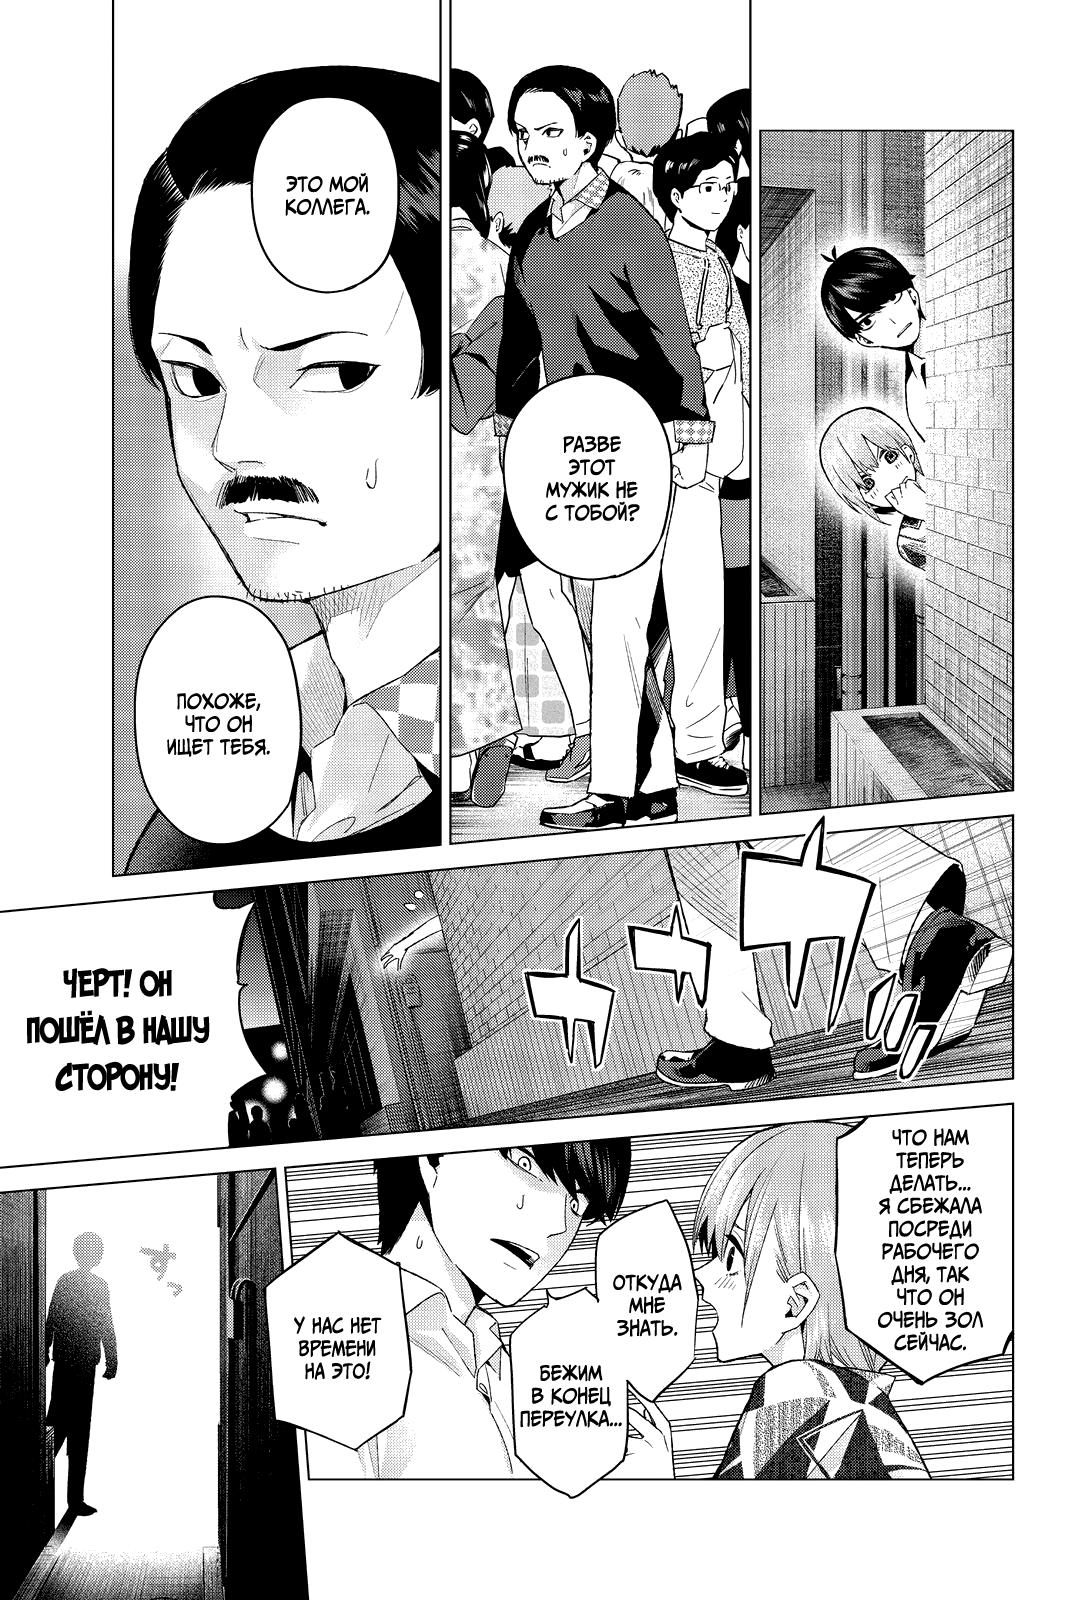 РАЗВЕ
ЭТОТ
МУЖИК НЕ
С ТОБОЙ?
ЭТО МОЙ
КОЛЛЕГА.
ПОХОЖЕ,
ЧТО ОН
ИЩЕТ ТЕБЯ.
ЧЕРТ! ОН
ПОШЁЛ В НАШУ
СТОРОНУ!
ЧТО НАМ
ТЕПЕРЬ
ДЕЛАТЬ...
Я СБЕЖАЛА
ПОСРЕДИ
РАБОЧЕГО
ДНЯ, ТАК
ЧТО ОН
ОЧЕНЬ ЗОЛ
СЕЙЧАС.
ОТКУДА
МНЕ
ЗНАТЬ.
БЕЖИМ
В КОНЕЦ
ПЕРЕУЛКА...
У НАС НЕТ
ВРЕМЕНИ
НА ЭТО!
すっ